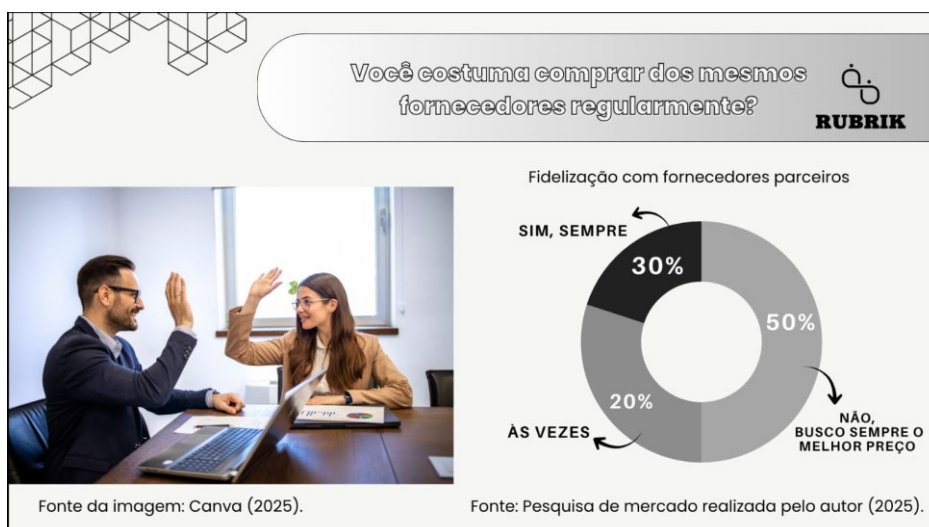 Você costuma comprar dos mesmos
fornecedores regularmente?
RUBRIK
Fidelização com fornecedores parceiros
SIM, SEMPRE
30%
50%
20%
ÀS VEZES
NÃO,
BUSCO SEMPRE O
MELHOR PREÇO
Fonte da imagem: Canva (2025).
Fonte: Pesquisa de mercado realizada pelo autor (2025).